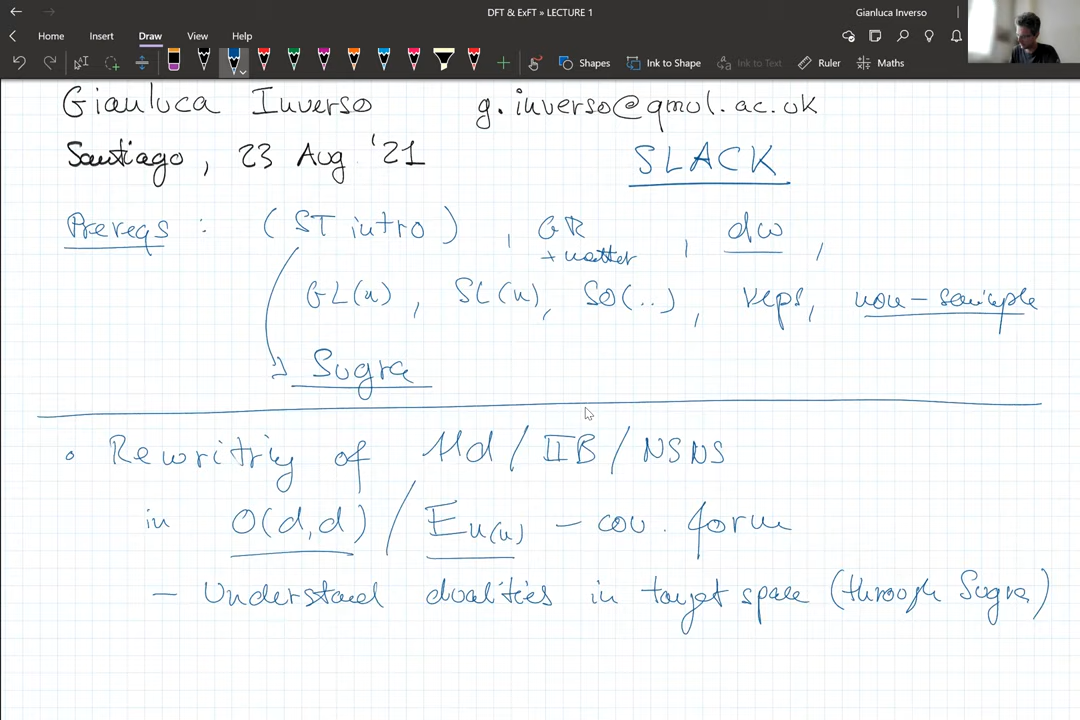 DFT & ExFT » LECTURE 1
Gianluca Inverso
Home Insert Draw View Help
Shapes Ink to Shape Ink to Text Ruler Maths
Gianluca Inverso g.inverso@qmul.ac.uk
Santiago, 23 Aug '21 SLACK
Prereqs : (ST intro) , GR + matter , dω ,
GL(n), SL(n), SO(..), reps, non-semisimple
Sugra
• Rewriting of 11d / IIB / NSNS
in O(d,d) / En(n) - cov. form
- Understand dualities in target space (through Sugra)